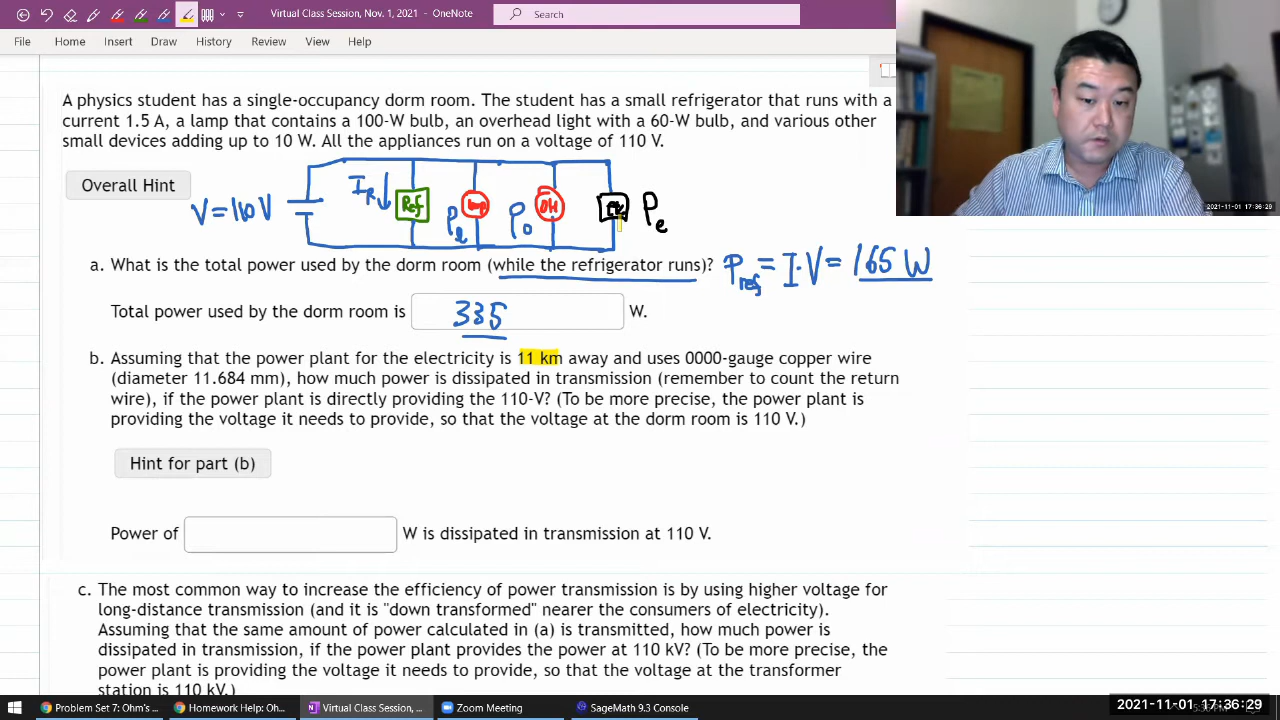 Virtual Class Session, Nov. 1, 2021 - OneNote
Search
File Home Insert Draw History Review View Help
A physics student has a single-occupancy dorm room. The student has a small refrigerator that runs with a
current 1.5 A, a lamp that contains a 100-W bulb, an overhead light with a 60-W bulb, and various other
small devices adding up to 10 W. All the appliances run on a voltage of 110 V.
Overall Hint
V=110V
I_R
Ref
P_l
P_o
OH
P_e
a. What is the total power used by the dorm room (while the refrigerator runs)?
P_ref = I·V = 165 W
Total power used by the dorm room is 335 W.
b. Assuming that the power plant for the electricity is 11 km away and uses 0000-gauge copper wire
(diameter 11.684 mm), how much power is dissipated in transmission (remember to count the return
wire), if the power plant is directly providing the 110-V? (To be more precise, the power plant is
providing the voltage it needs to provide, so that the voltage at the dorm room is 110 V.)
Hint for part (b)
Power of W is dissipated in transmission at 110 V.
c. The most common way to increase the efficiency of power transmission is by using higher voltage for
long-distance transmission (and it is "down transformed" nearer the consumers of electricity).
Assuming that the same amount of power calculated in (a) is transmitted, how much power is
dissipated in transmission, if the power plant provides the power at 110 kV? (To be more precise, the
power plant is providing the voltage it needs to provide, so that the voltage at the transformer
station is 110 kV.)
2021-11-01 17:36:29
Problem Set 7: Ohm's ...
Homework Help: Oh...
Virtual Class Session, ...
Zoom Meeting
SageMath 9.3 Console
2021-11-01 17:36:29